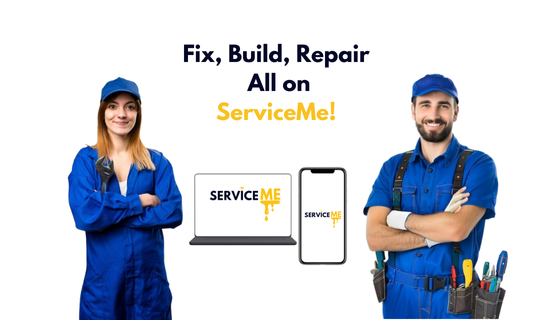 Fix, Build, Repair
All on
ServiceMe!
SERVICE ME
SERVICE ME